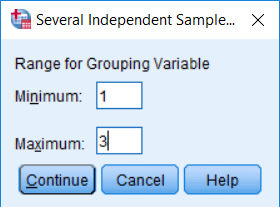 Several Independent Sample...
Range for Grouping Variable
Minimum: 1
Maximum: 3
Continue Cancel Help